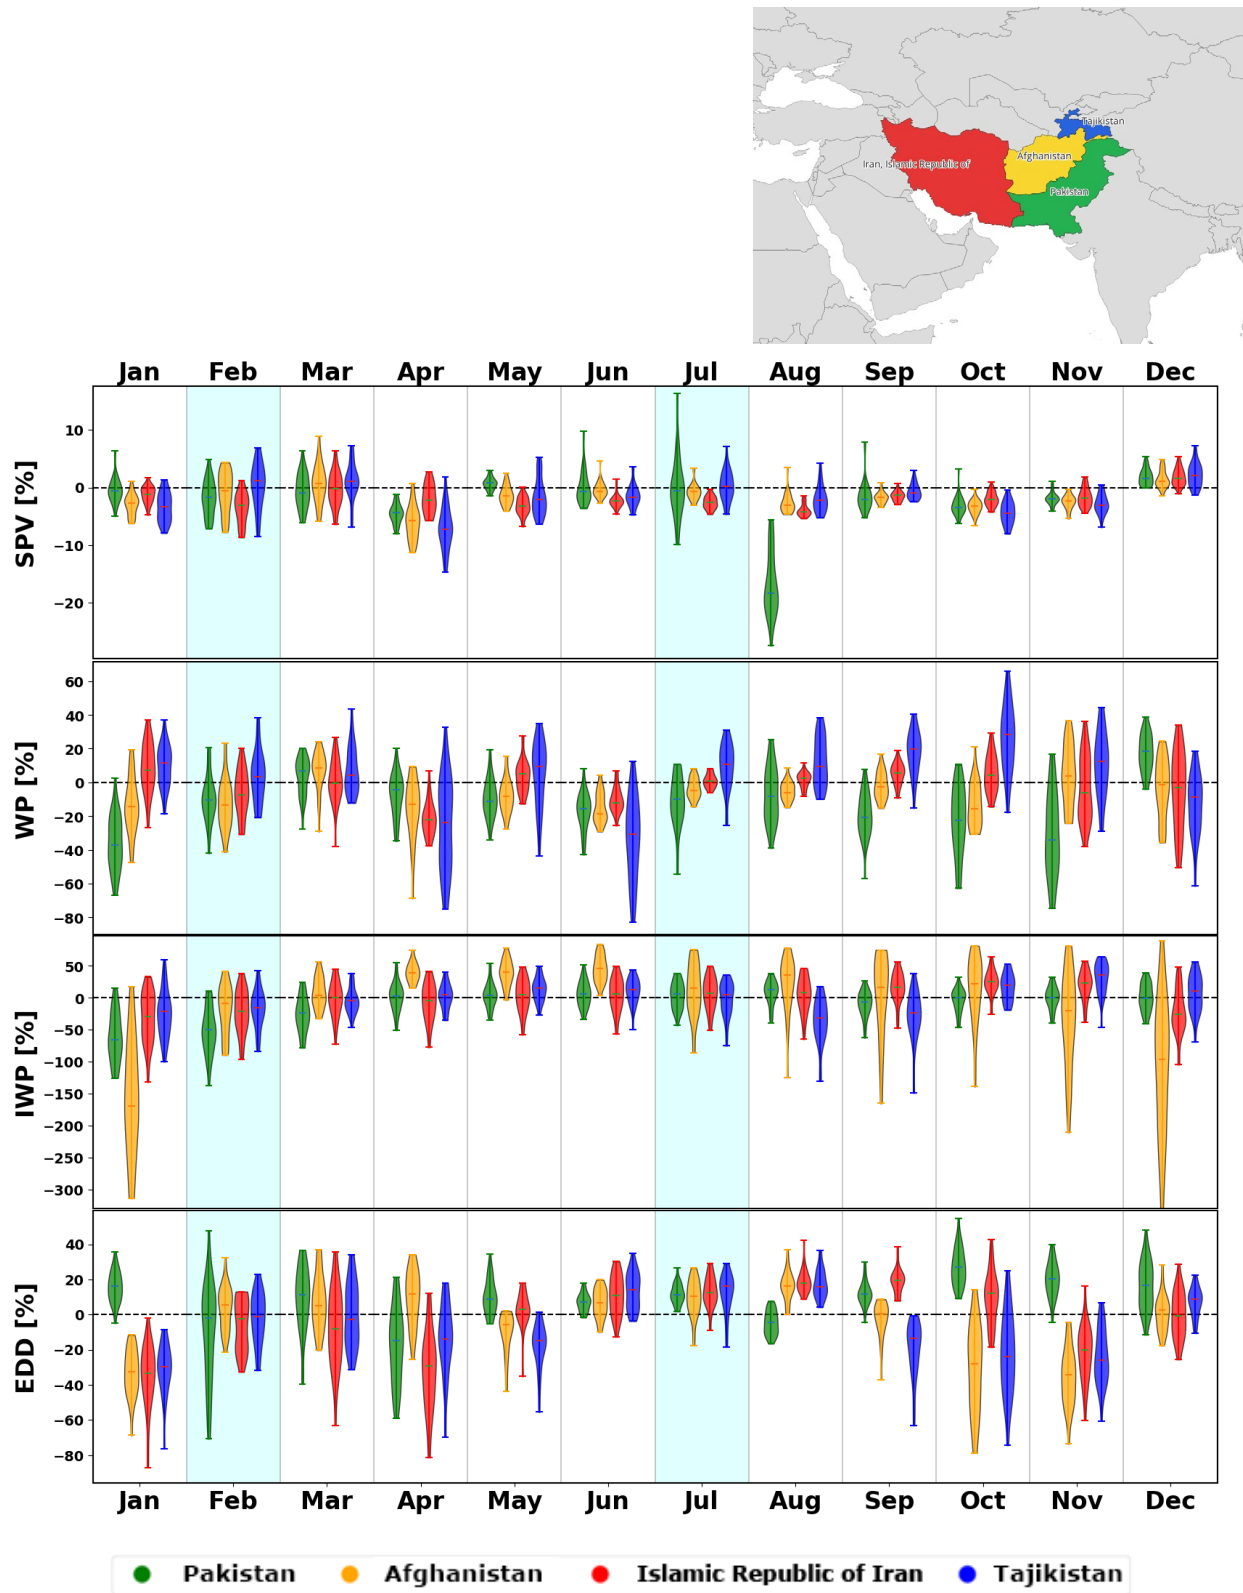 Tajikistan
Afghanistan
Iran, Islamic Republic of
Pakistan
Jan Feb Mar Apr May Jun Jul Aug Sep Oct Nov Dec
SPV [%]
10
0
−10
−20
WP [%]
60
40
20
0
−20
−40
−60
−80
IWP [%]
50
0
−50
−100
−150
−200
−250
−300
EDD [%]
40
20
0
−20
−40
−60
−80
Jan Feb Mar Apr May Jun Jul Aug Sep Oct Nov Dec
Pakistan Afghanistan Islamic Republic of Iran Tajikistan